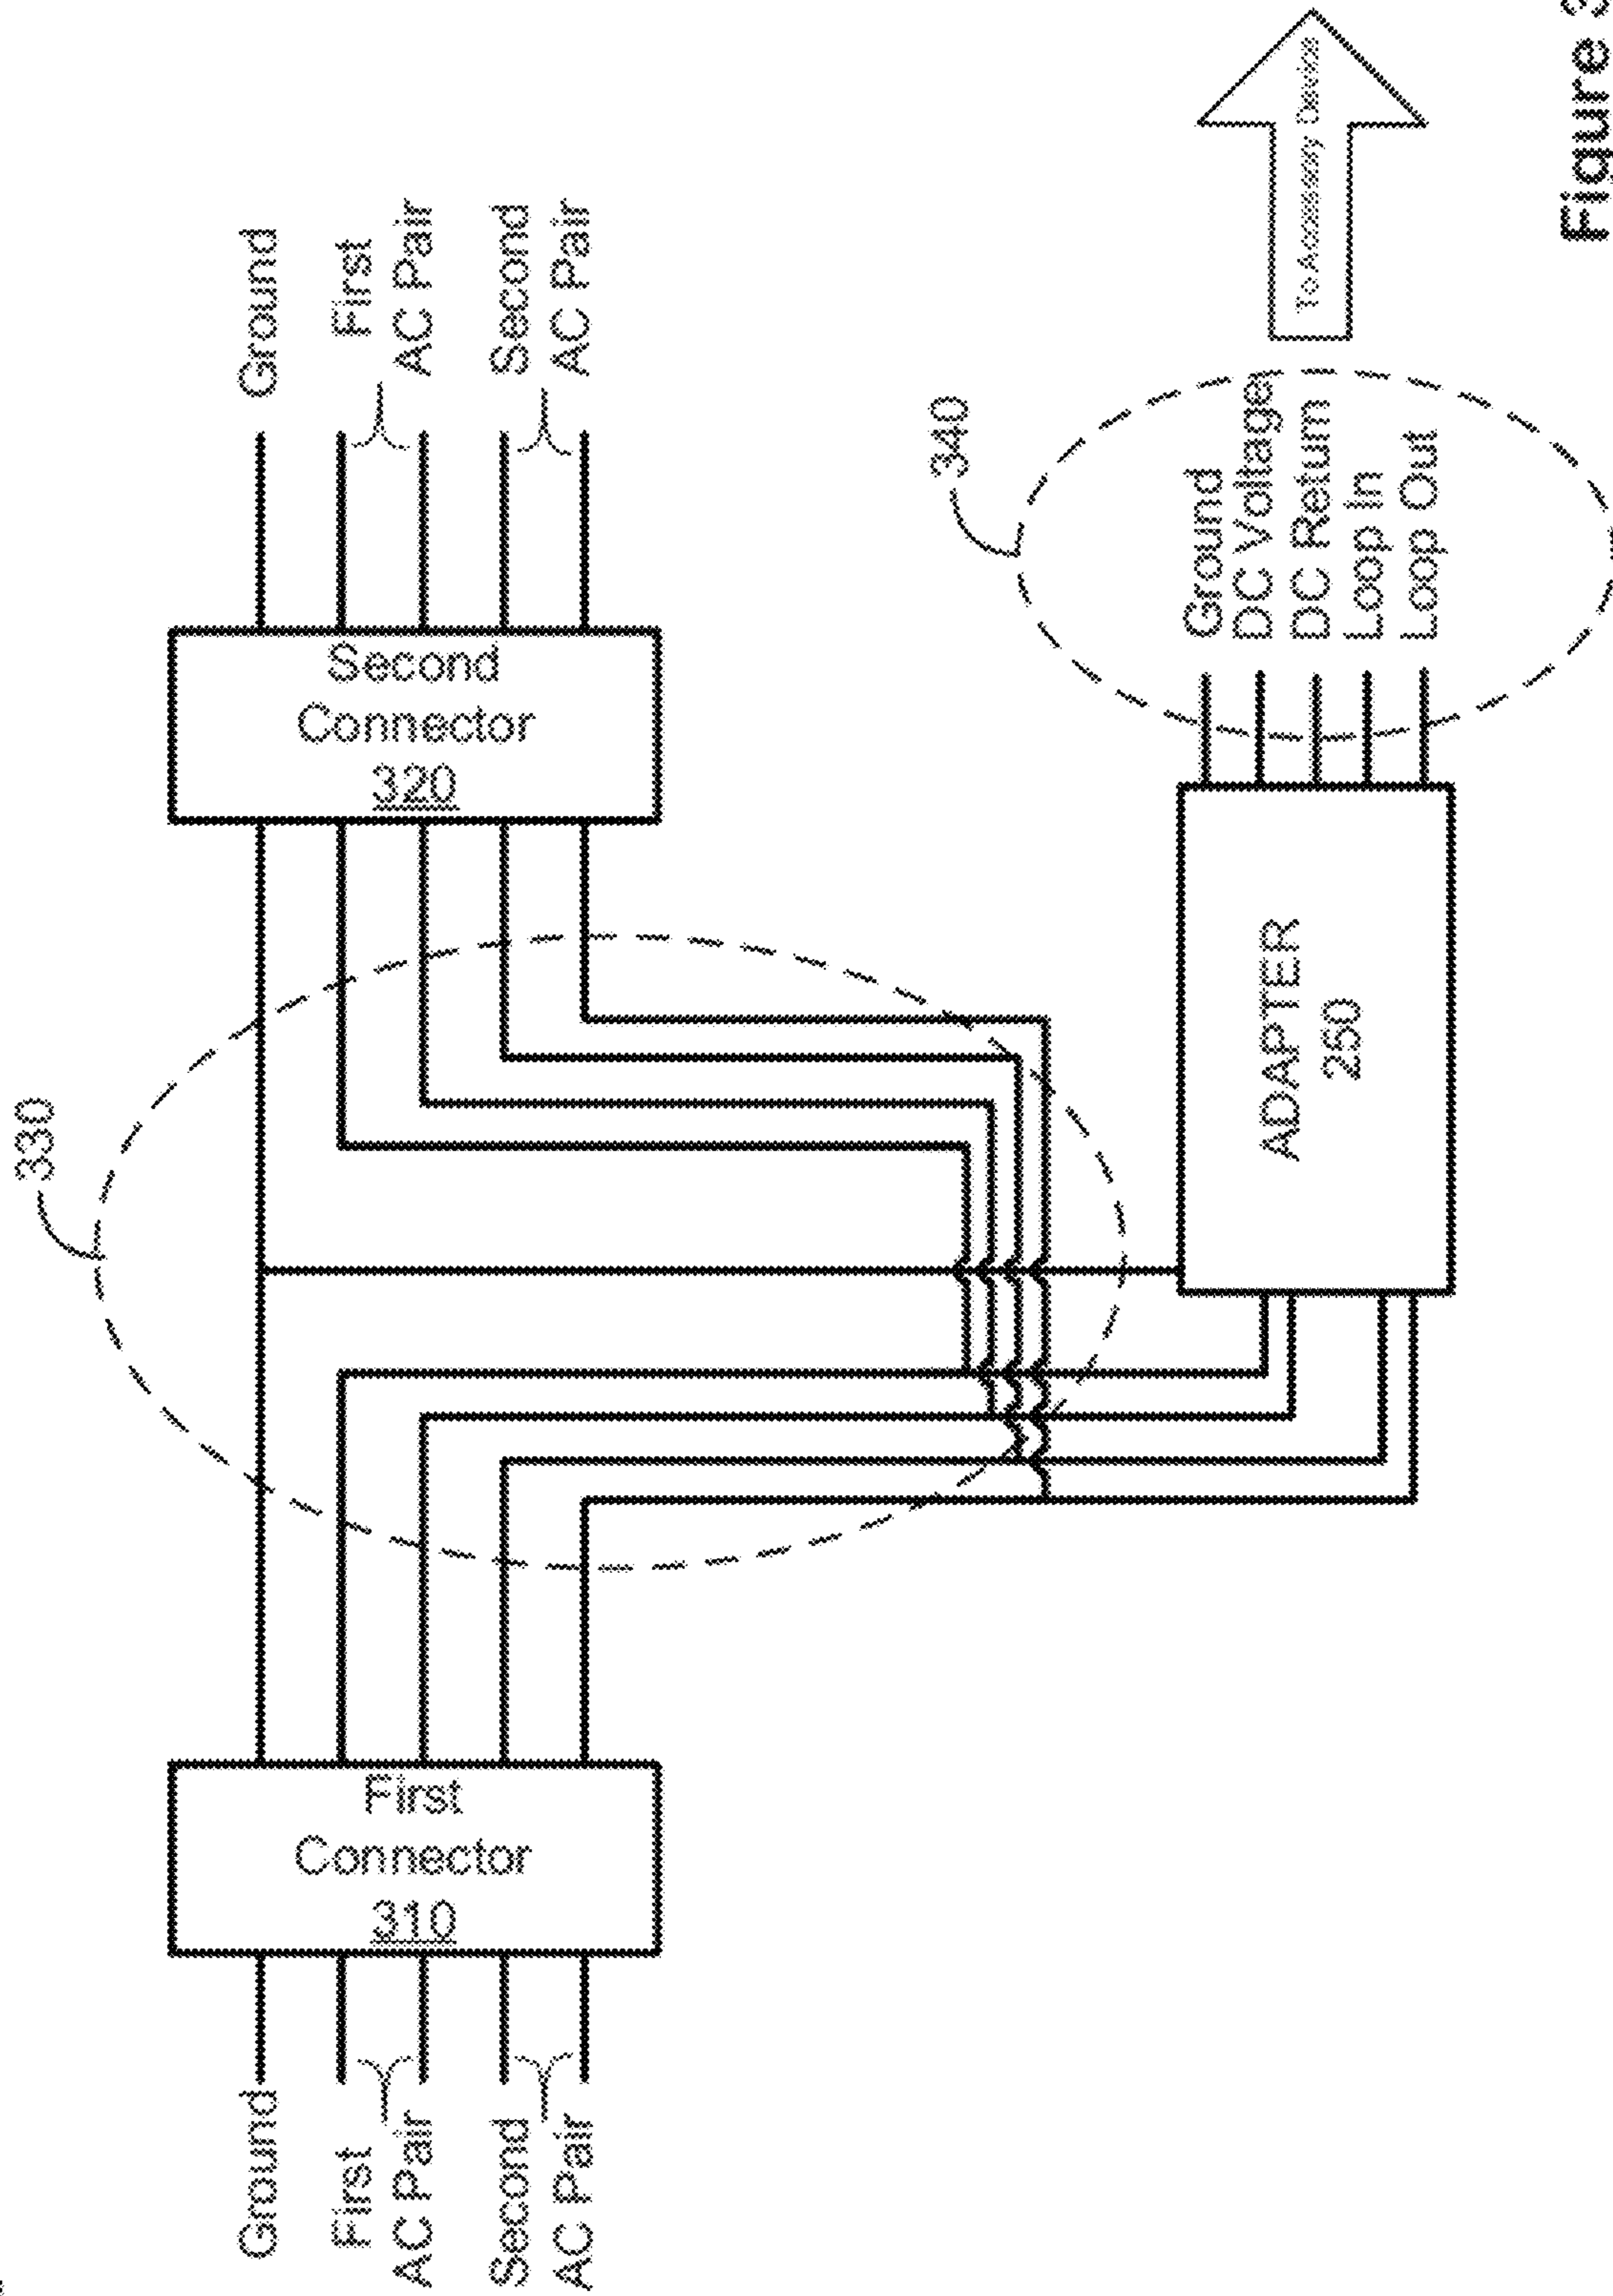 330
Ground
First
AC Pair
Second
AC Pair
First
Connector
310
Second
Connector
320
Ground
First
AC Pair
Second
AC Pair
340
ADAPTER
250
Ground
DC Voltage
DC Return
Loop In
Loop Out
To Accessory Device
Figure 3